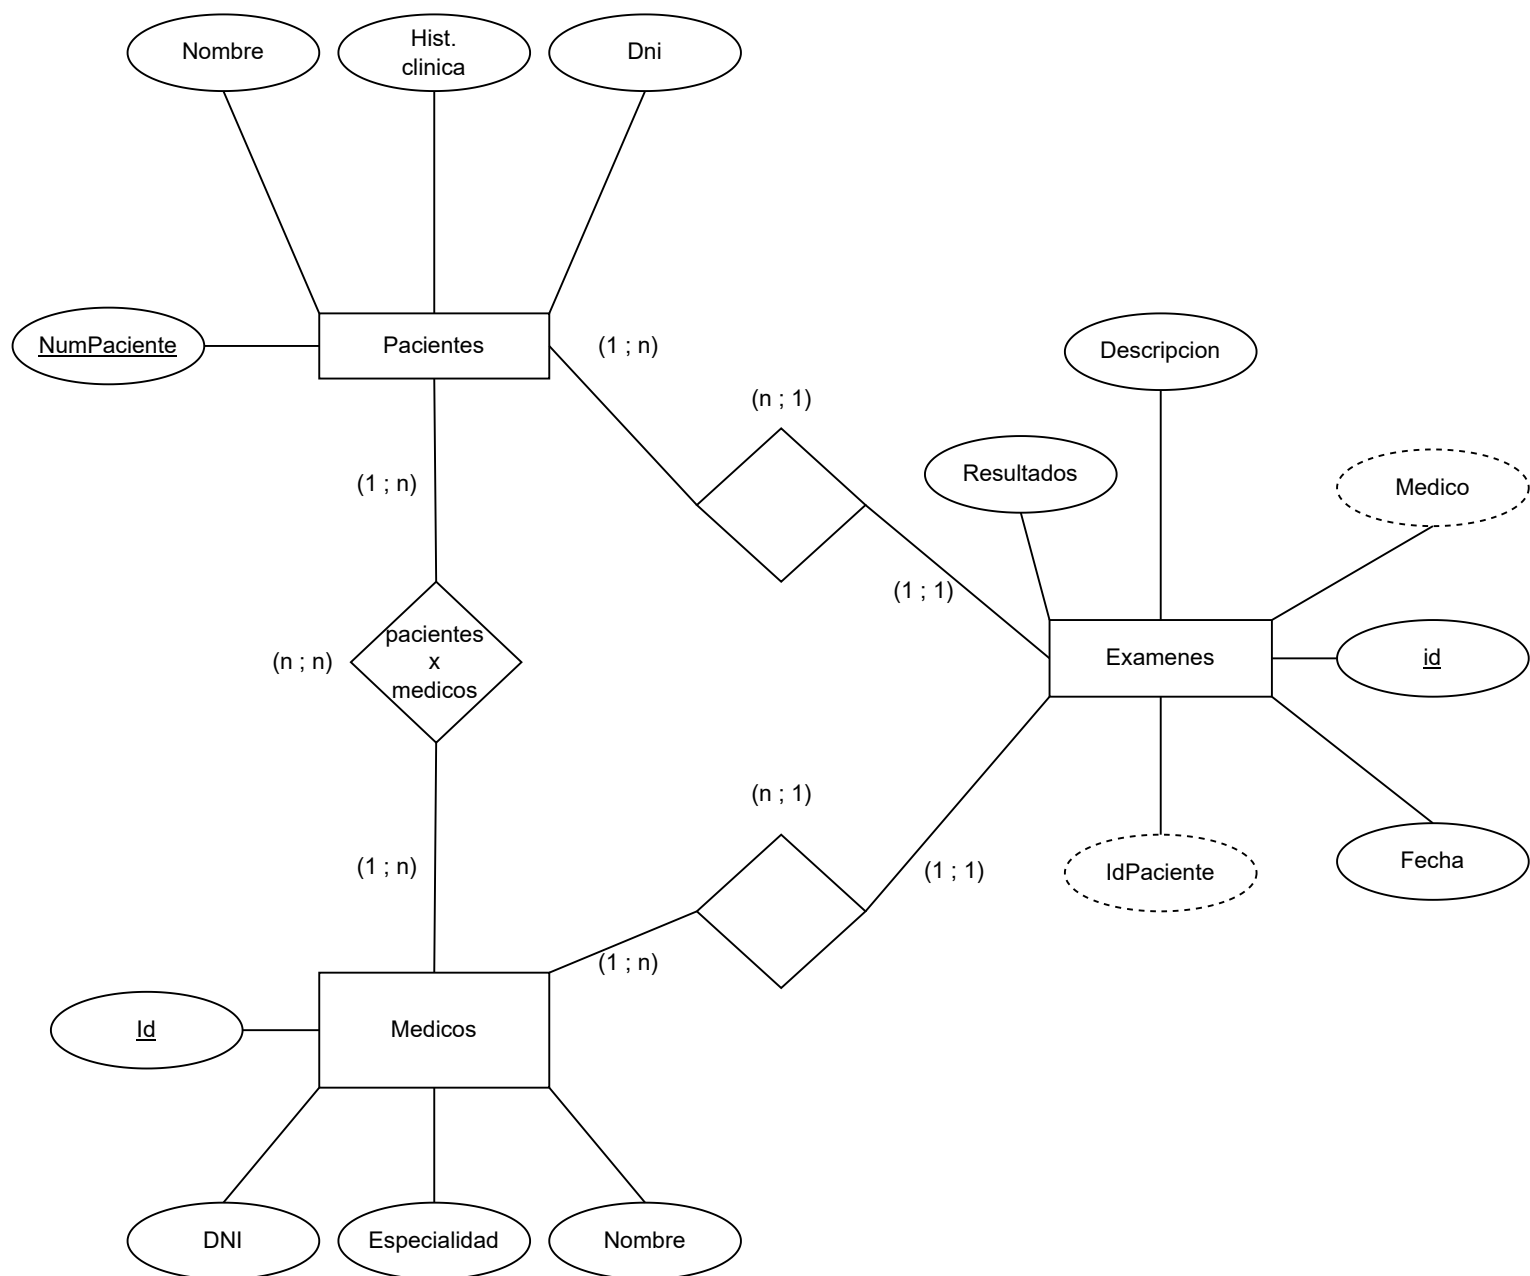 Nombre
Hist.
clinica
Dni
NumPaciente
Pacientes
(1 ; n)
Descripcion
(n ; 1)
Resultados
Medico
(1 ; n)
(1 ; 1)
pacientes
x
medicos
(n ; n)
Examenes
id
(n ; 1)
(1 ; n)
(1 ; 1)
IdPaciente
Fecha
(1 ; n)
Id
Medicos
DNI
Especialidad
Nombre